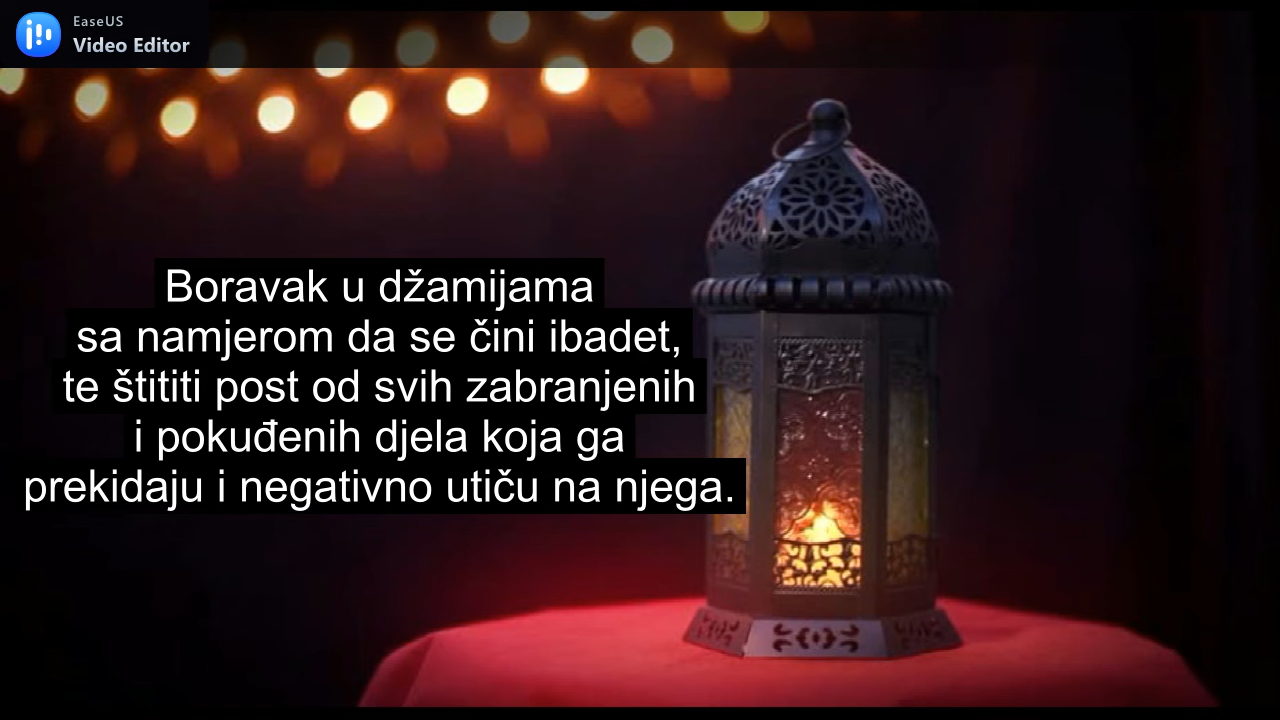 EaseUS
Video Editor
Boravak u džamijama
sa namjerom da se čini ibadet,
te štititi post od svih zabranjenih
i pokuđenih djela koja ga
prekidaju i negativno utiču na njega.